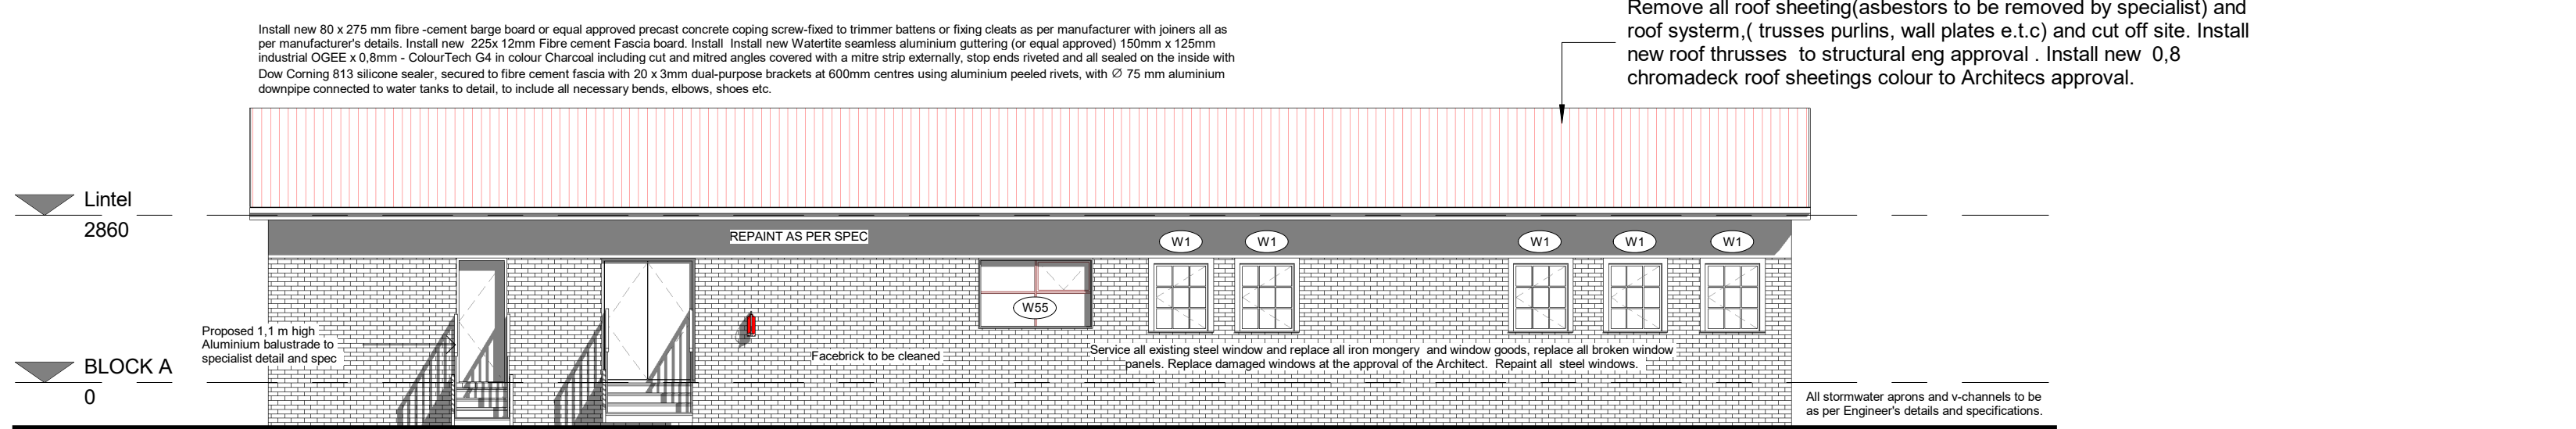 Install new 80 x 275 mm fibre -cement barge board or equal approved precast concrete coping screw-fixed to trimmer battens or fixing cleats as per manufacturer with joiners all as
per manufacturer's details. Install new  225x 12mm Fibre cement Fascia board. Install  Install new Watertite seamless aluminium guttering (or equal approved) 150mm x 125mm
industrial OGEE x 0,8mm - ColourTech G4 in colour Charcoal including cut and mitred angles covered with a mitre strip externally, stop ends riveted and all sealed on the inside with
Dow Corning 813 silicone sealer, secured to fibre cement fascia with 20 x 3mm dual-purpose brackets at 600mm centres using aluminium peeled rivets, with ∅ 75 mm aluminium
downpipe connected to water tanks to detail, to include all necessary bends, elbows, shoes etc.
Remove all roof sheeting(asbestors to be removed by specialist) and
roof systerm,( trusses purlins, wall plates e.t.c) and cut off site. Install
new roof thrusses  to structural eng approval . Install new  0,8
chromadeck roof sheetings colour to Architecs approval.
Lintel
2860
REPAINT AS PER SPEC
W1
W1
W1
W1
W1
W55
Proposed 1,1 m high
Aluminium balustrade to
specialist detail and spec
Facebrick to be cleaned
Service all existing steel window and replace all iron mongery  and window goods, replace all broken window
panels. Replace damaged windows at the approval of the Architect.  Repaint all  steel windows.
BLOCK A
0
All stormwater aprons and v-channels to be
as per Engineer's details and specifications.